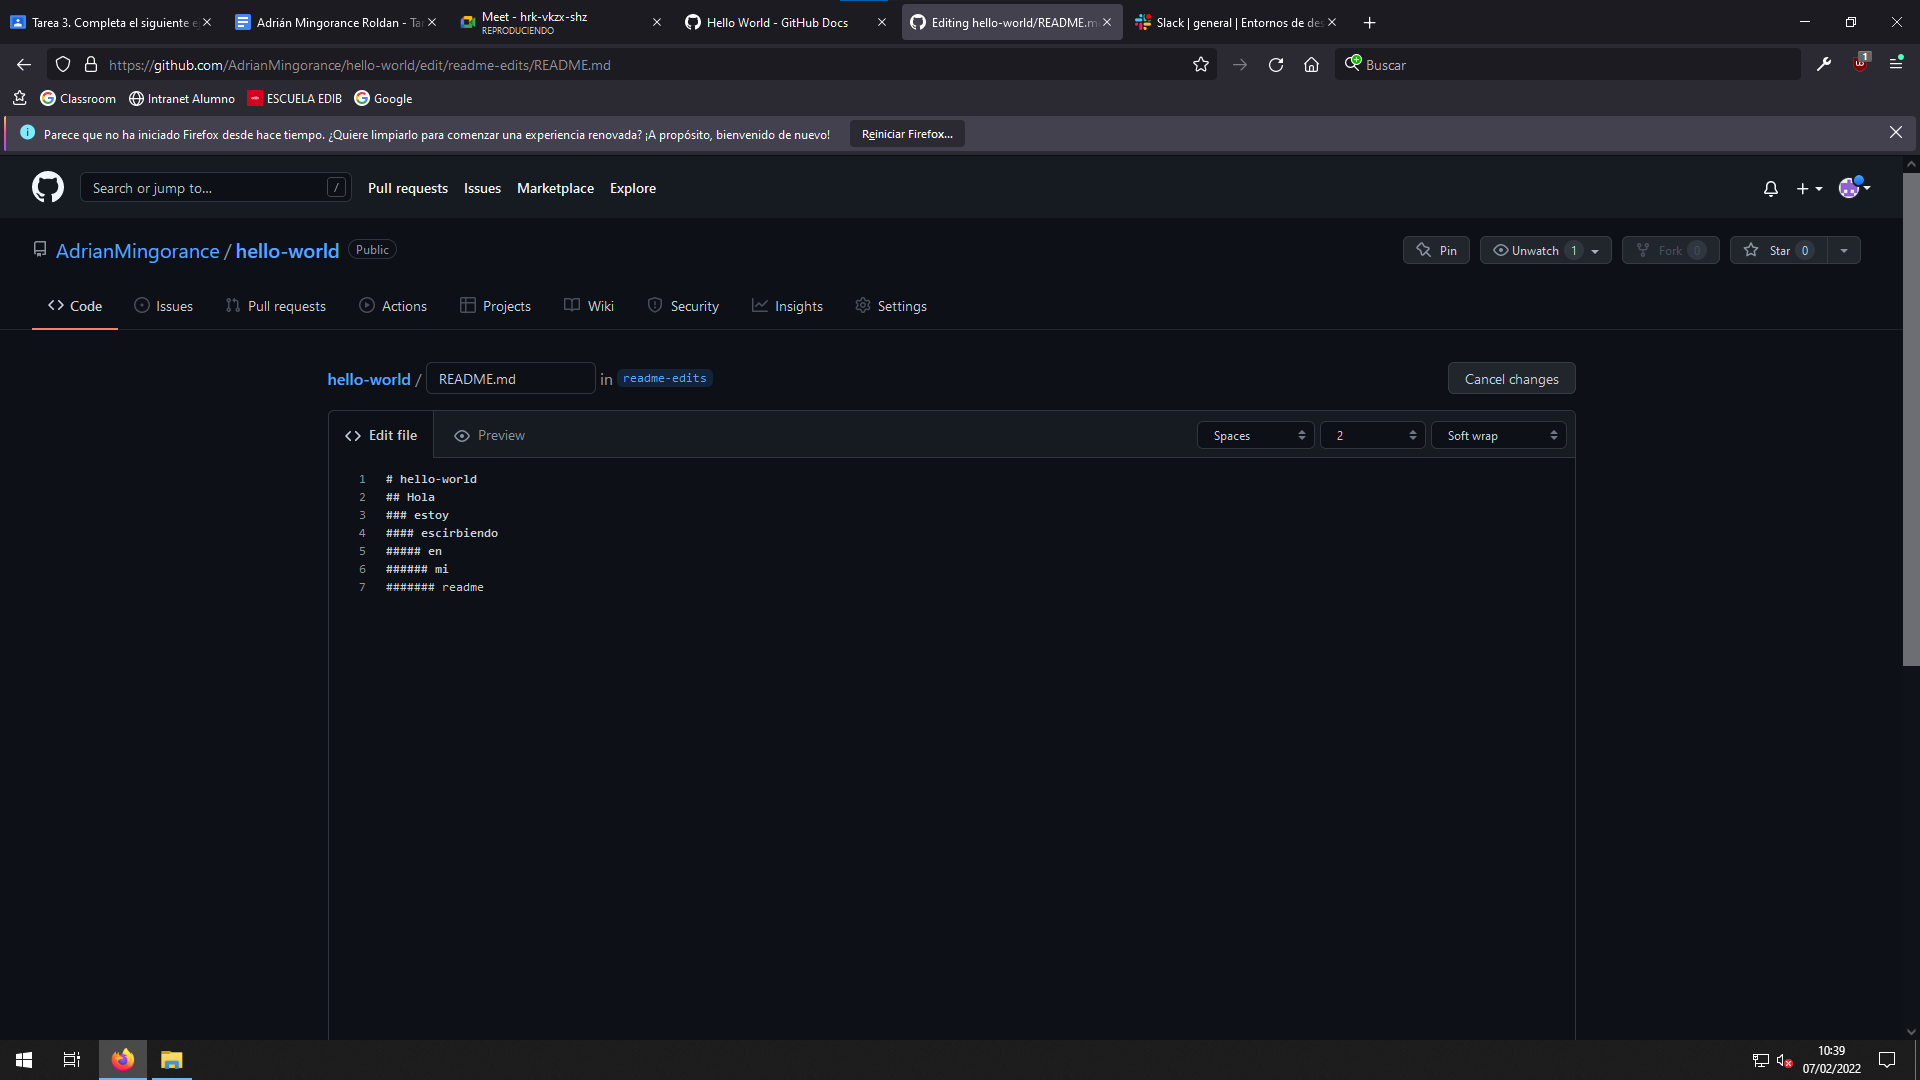 Tarea 3. Completa el siguiente e
Adrián Mingorance Roldan - Ta
Meet - hrk-vkzx-shz
REPRODUCIENDO
Hello World - GitHub Docs
Editing hello-world/README.m
Slack | general | Entornos de des
https://github.com/AdrianMingorance/hello-world/edit/readme-edits/README.md
Buscar
1
Classroom
Intranet Alumno
ESCUELA EDIB
Google
Parece que no ha iniciado Firefox desde hace tiempo. ¿Quiere limpiarlo para comenzar una experiencia renovada? ¡A propósito, bienvenido de nuevo!
Reiniciar Firefox...
Search or jump to...
/
Pull requests
Issues
Marketplace
Explore
AdrianMingorance / hello-world
Public
Pin
Unwatch 1
Fork 0
Star 0
Code
Issues
Pull requests
Actions
Projects
Wiki
Security
Insights
Settings
hello-world / README.md in readme-edits
Cancel changes
Edit file
Preview
Spaces
2
Soft wrap
1 # hello-world
2 ## Hola
3 ### estoy
4 #### escirbiendo
5 ##### en
6 ###### mi
7 ####### readme
10:39
07/02/2022